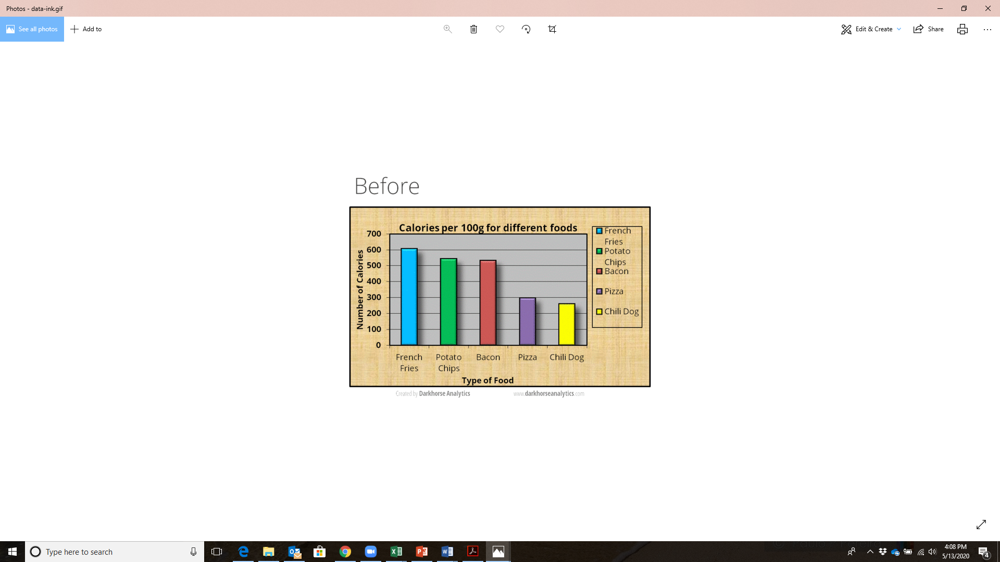 Photos - data-ink.gif
See all photos
Add to
Edit & Create
Share
Before
Calories per 100g for different foods
Number of Calories
700
600
500
400
300
200
100
0
French
Fries
Potato
Chips
Bacon
Pizza
Chili Dog
Type of Food
French
Fries
Potato
Chips
Bacon
Pizza
Chili Dog
Created by Darkhorse Analytics
www.darkhorseanalytics.com
Type here to search
4:08 PM
5/13/2020
4